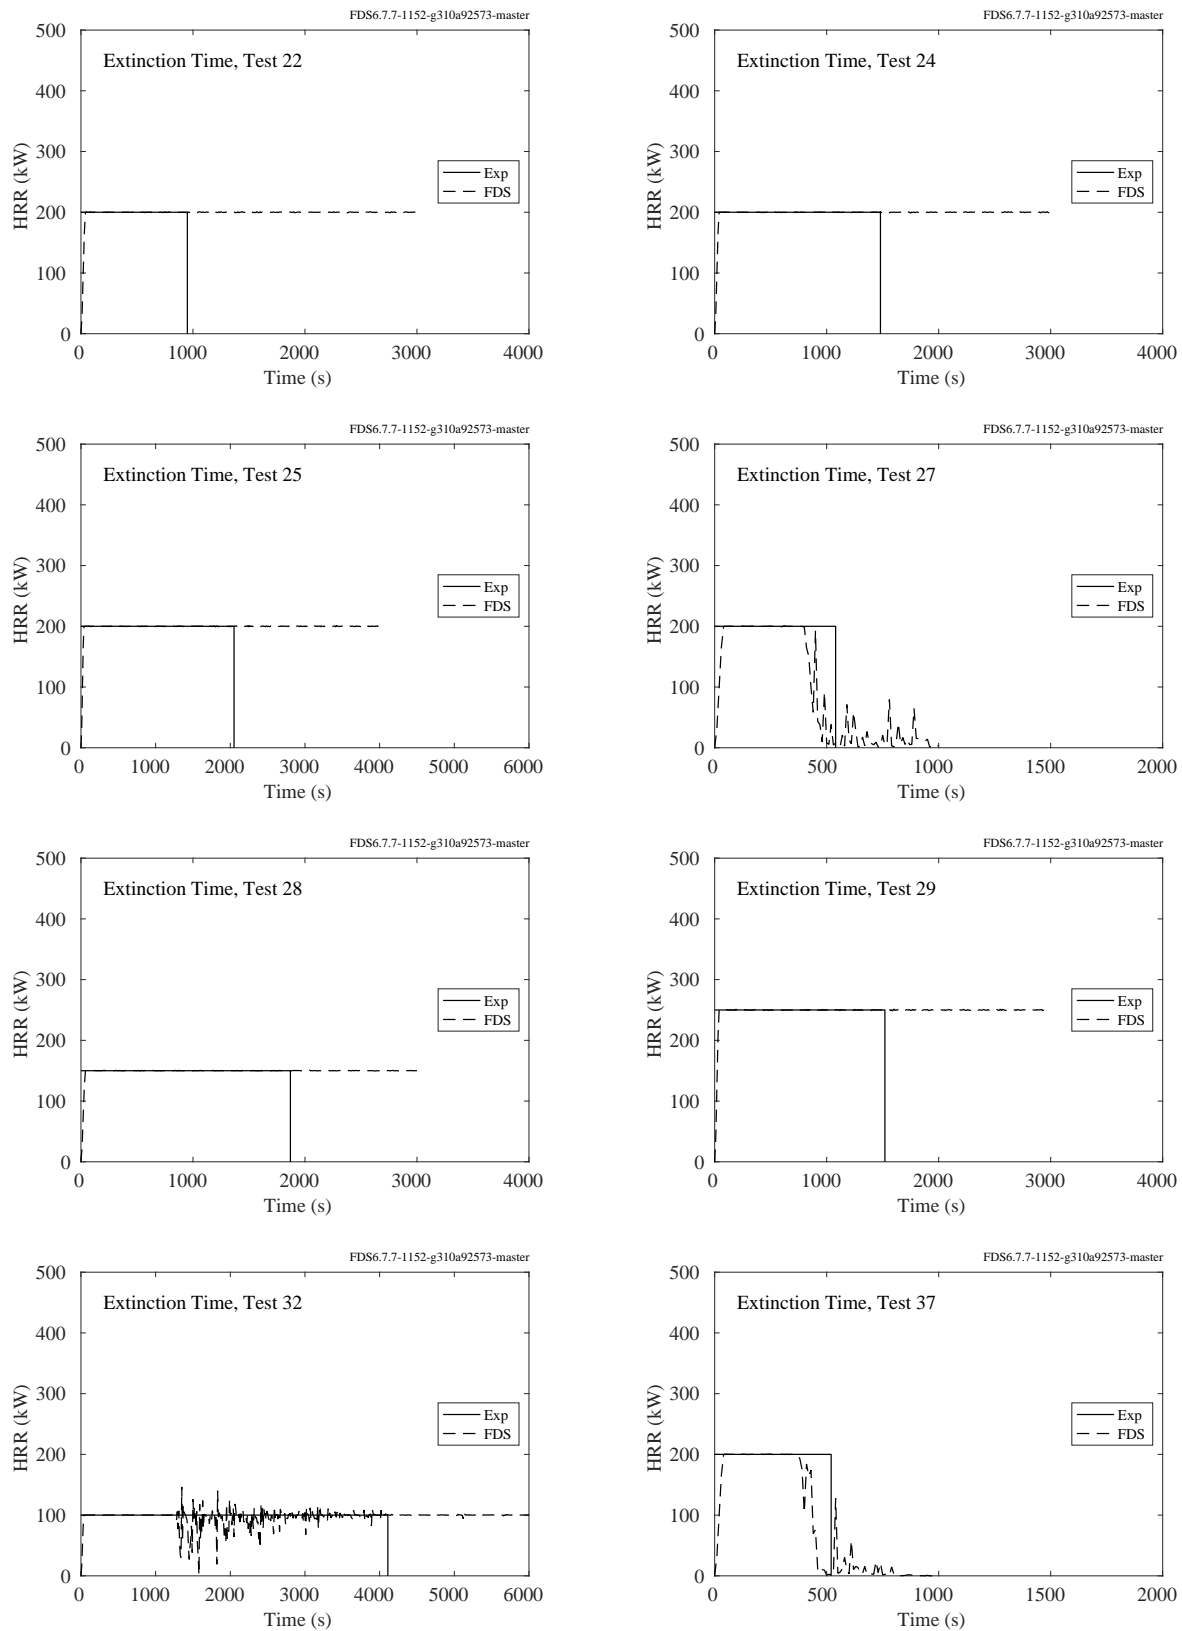 FDS6.7.7-1152-g310a92573-master
Extinction Time, Test 22
500
400
300
200
100
0
HRR (kW)
Exp
FDS
0 1000 2000 3000 4000
Time (s)
FDS6.7.7-1152-g310a92573-master
Extinction Time, Test 24
500
400
300
200
100
0
HRR (kW)
Exp
FDS
0 1000 2000 3000 4000
Time (s)
FDS6.7.7-1152-g310a92573-master
Extinction Time, Test 25
500
400
300
200
100
0
HRR (kW)
Exp
FDS
0 1000 2000 3000 4000 5000 6000
Time (s)
FDS6.7.7-1152-g310a92573-master
Extinction Time, Test 27
500
400
300
200
100
0
HRR (kW)
Exp
FDS
0 500 1000 1500 2000
Time (s)
FDS6.7.7-1152-g310a92573-master
Extinction Time, Test 28
500
400
300
200
100
0
HRR (kW)
Exp
FDS
0 1000 2000 3000 4000
Time (s)
FDS6.7.7-1152-g310a92573-master
Extinction Time, Test 29
500
400
300
200
100
0
HRR (kW)
Exp
FDS
0 1000 2000 3000 4000
Time (s)
FDS6.7.7-1152-g310a92573-master
Extinction Time, Test 32
500
400
300
200
100
0
HRR (kW)
Exp
FDS
0 1000 2000 3000 4000 5000 6000
Time (s)
FDS6.7.7-1152-g310a92573-master
Extinction Time, Test 37
500
400
300
200
100
0
HRR (kW)
Exp
FDS
0 500 1000 1500 2000
Time (s)